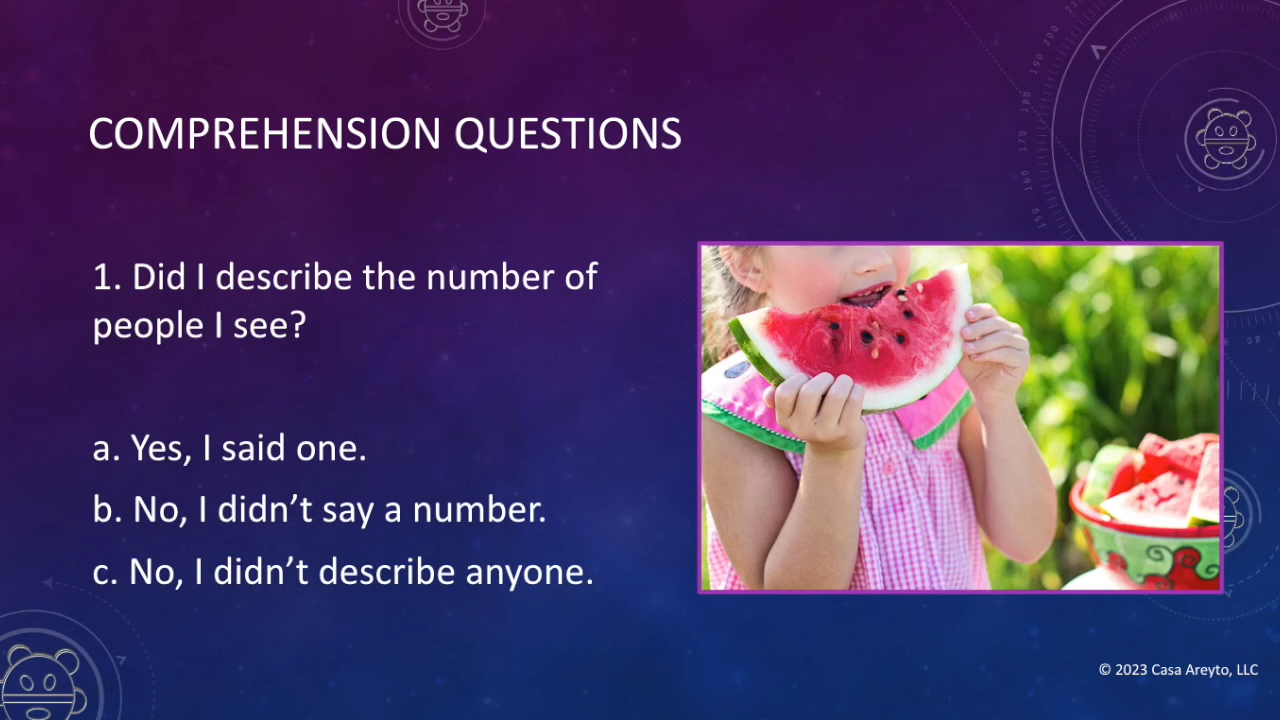 COMPREHENSION QUESTIONS
1. Did I describe the number of
people I see?
a. Yes, I said one.
b. No, I didn’t say a number.
c. No, I didn’t describe anyone.
© 2023 Casa Areyto, LLC